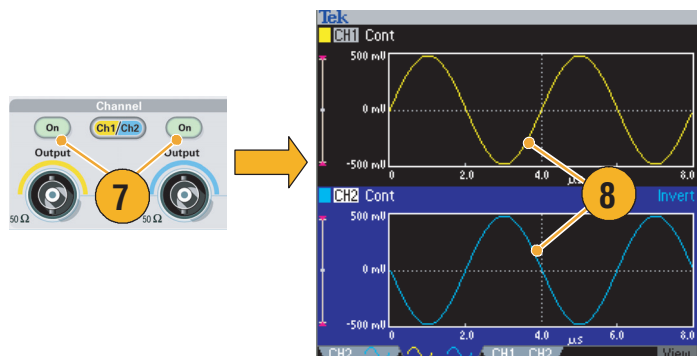 Channel
On
Ch1/Ch2
On
Output
Output
50 Ω
50 Ω
7
Tek
CH1 Cont
500 mV
0 mV
-500 mV
0
2.0
4.0
6.0
8.0
µs
8
CH2 Cont
Invert
500 mV
0 mV
-500 mV
0
2.0
4.0
6.0
8.0
µs
CH2
CH1 CH2
View